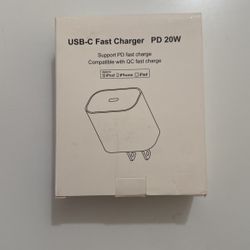 USB-C Fast Charger PD 20W
Support PD fast charge
Compatible with QC fast charge
iPod iPhone iPad